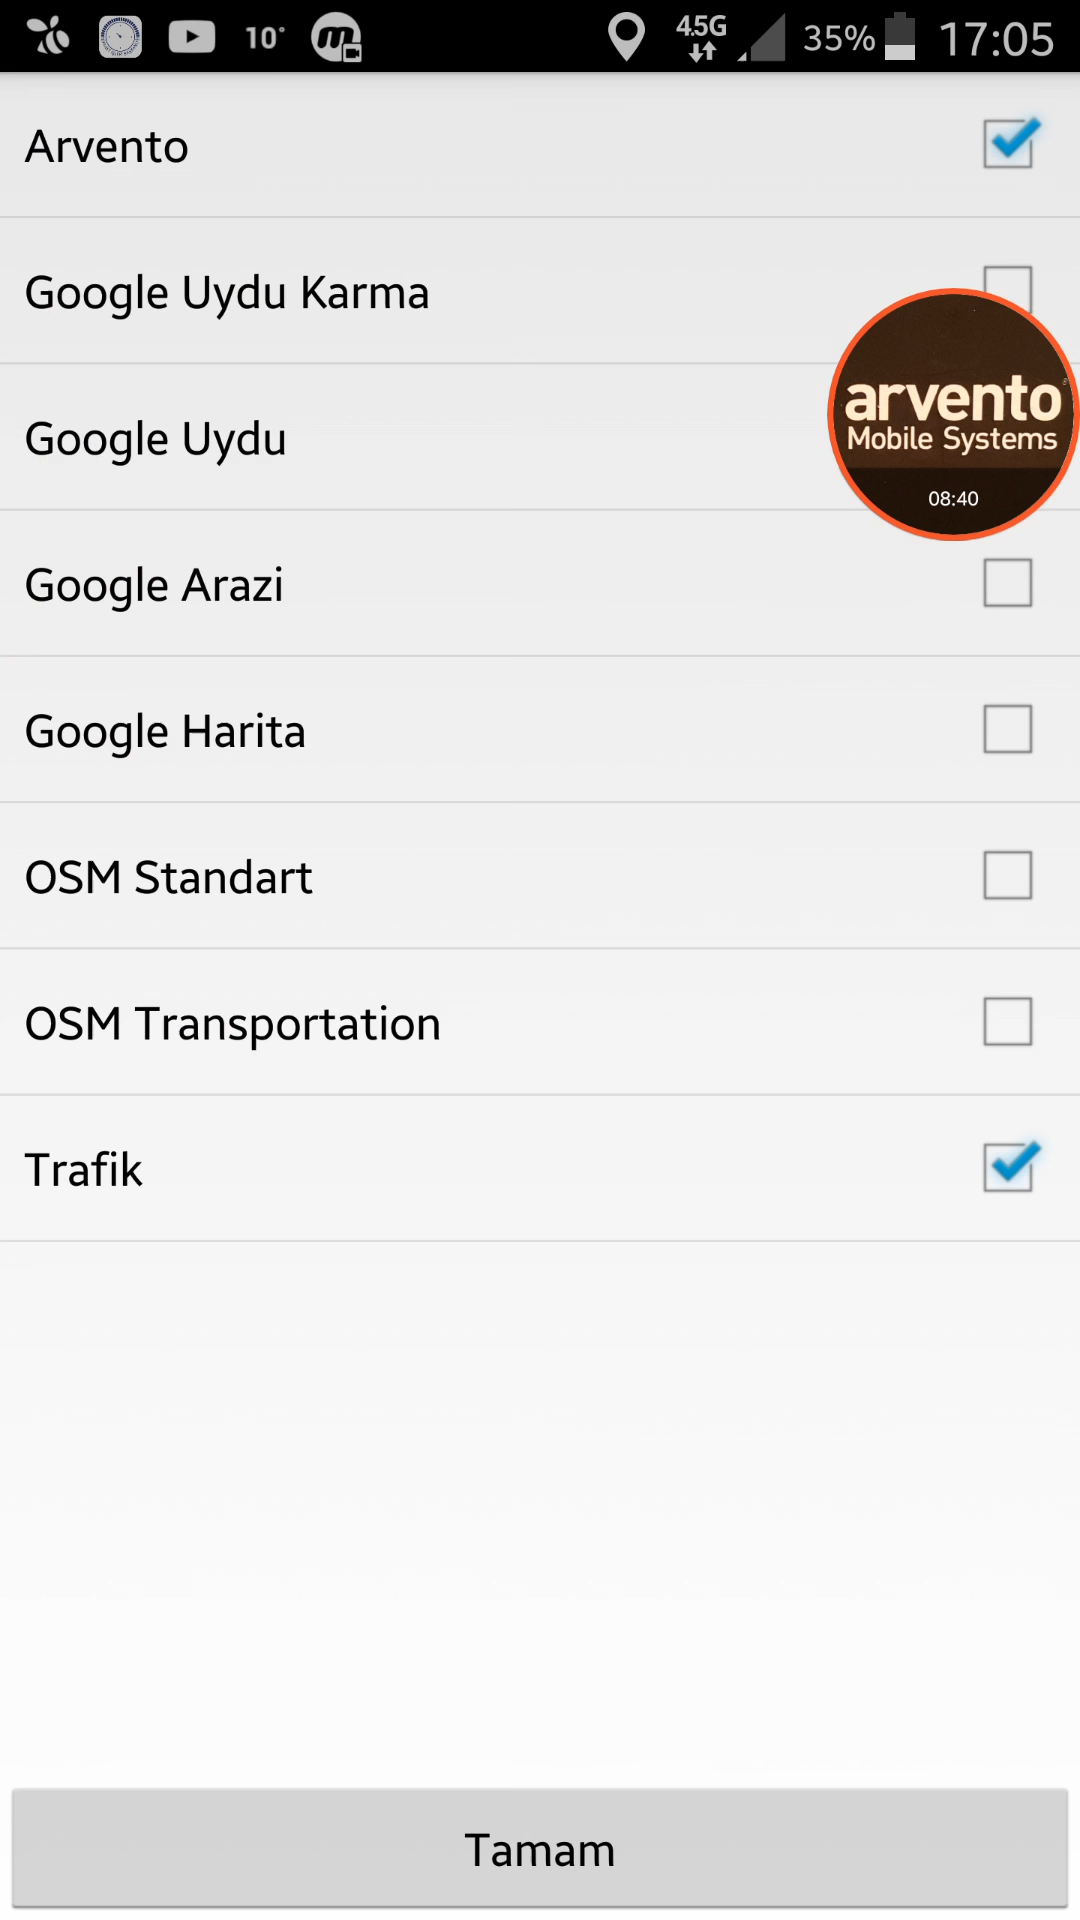 10°
4.5G
35%
17:05
Arvento
Google Uydu Karma
arvento
Mobile Systems
08:40
Google Uydu
Google Arazi
Google Harita
OSM Standart
OSM Transportation
Trafik
Tamam